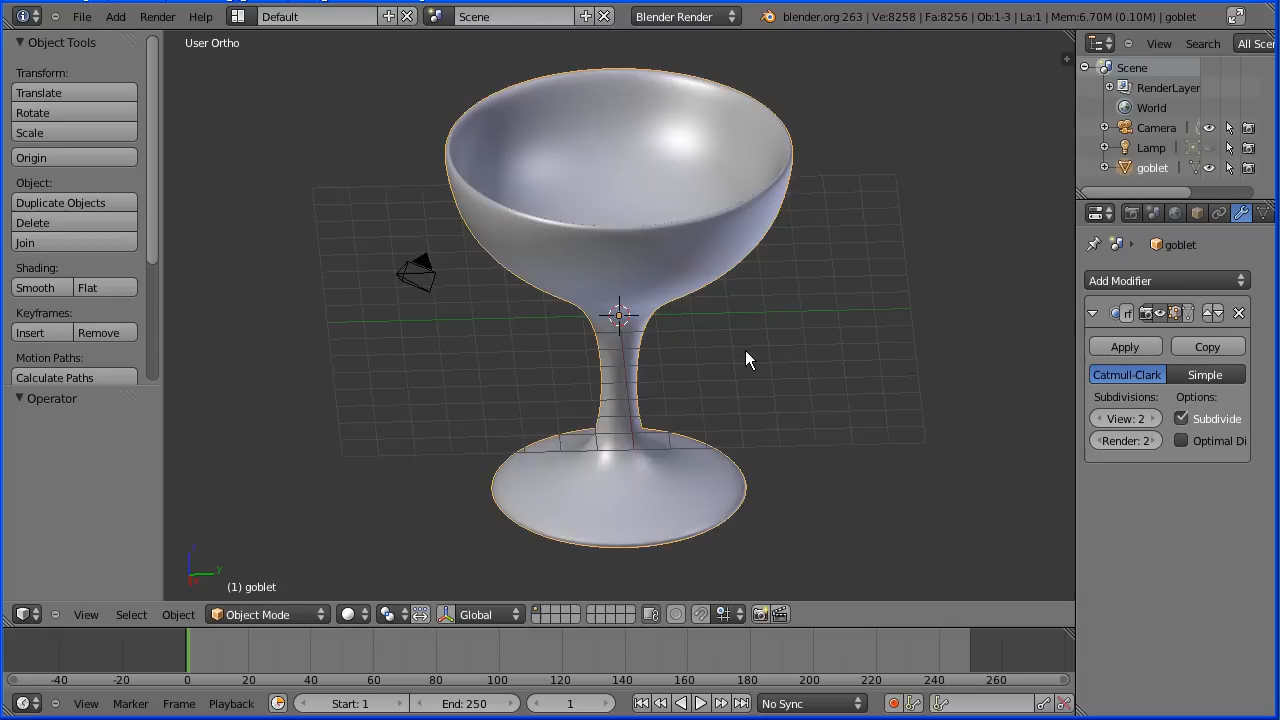 File Add Render Help Default Scene Blender Render blender.org 263 | Ve:8258 | Fa:8256 | Ob:1-3 | La:1 | Mem:6.70M (0.10M) | goblet
Object Tools
Transform:
Translate
Rotate
Scale
Origin
Object:
Duplicate Objects
Delete
Join
Shading:
Smooth Flat
Keyframes:
Insert Remove
Motion Paths:
Calculate Paths
Operator
User Ortho
z
y
x
(1) goblet
View Search All Scen
Scene
RenderLayer
World
Camera
Lamp
goblet
goblet
Add Modifier
rf
Apply Copy
Catmull-Clark Simple
Subdivisions: Options:
View: 2 Subdivide
Render: 2 Optimal Di
View Select Object Object Mode Global
-40 -20 0 20 40 60 80 100 120 140 160 180 200 220 240 260
View Marker Frame Playback Start: 1 End: 250 1 No Sync